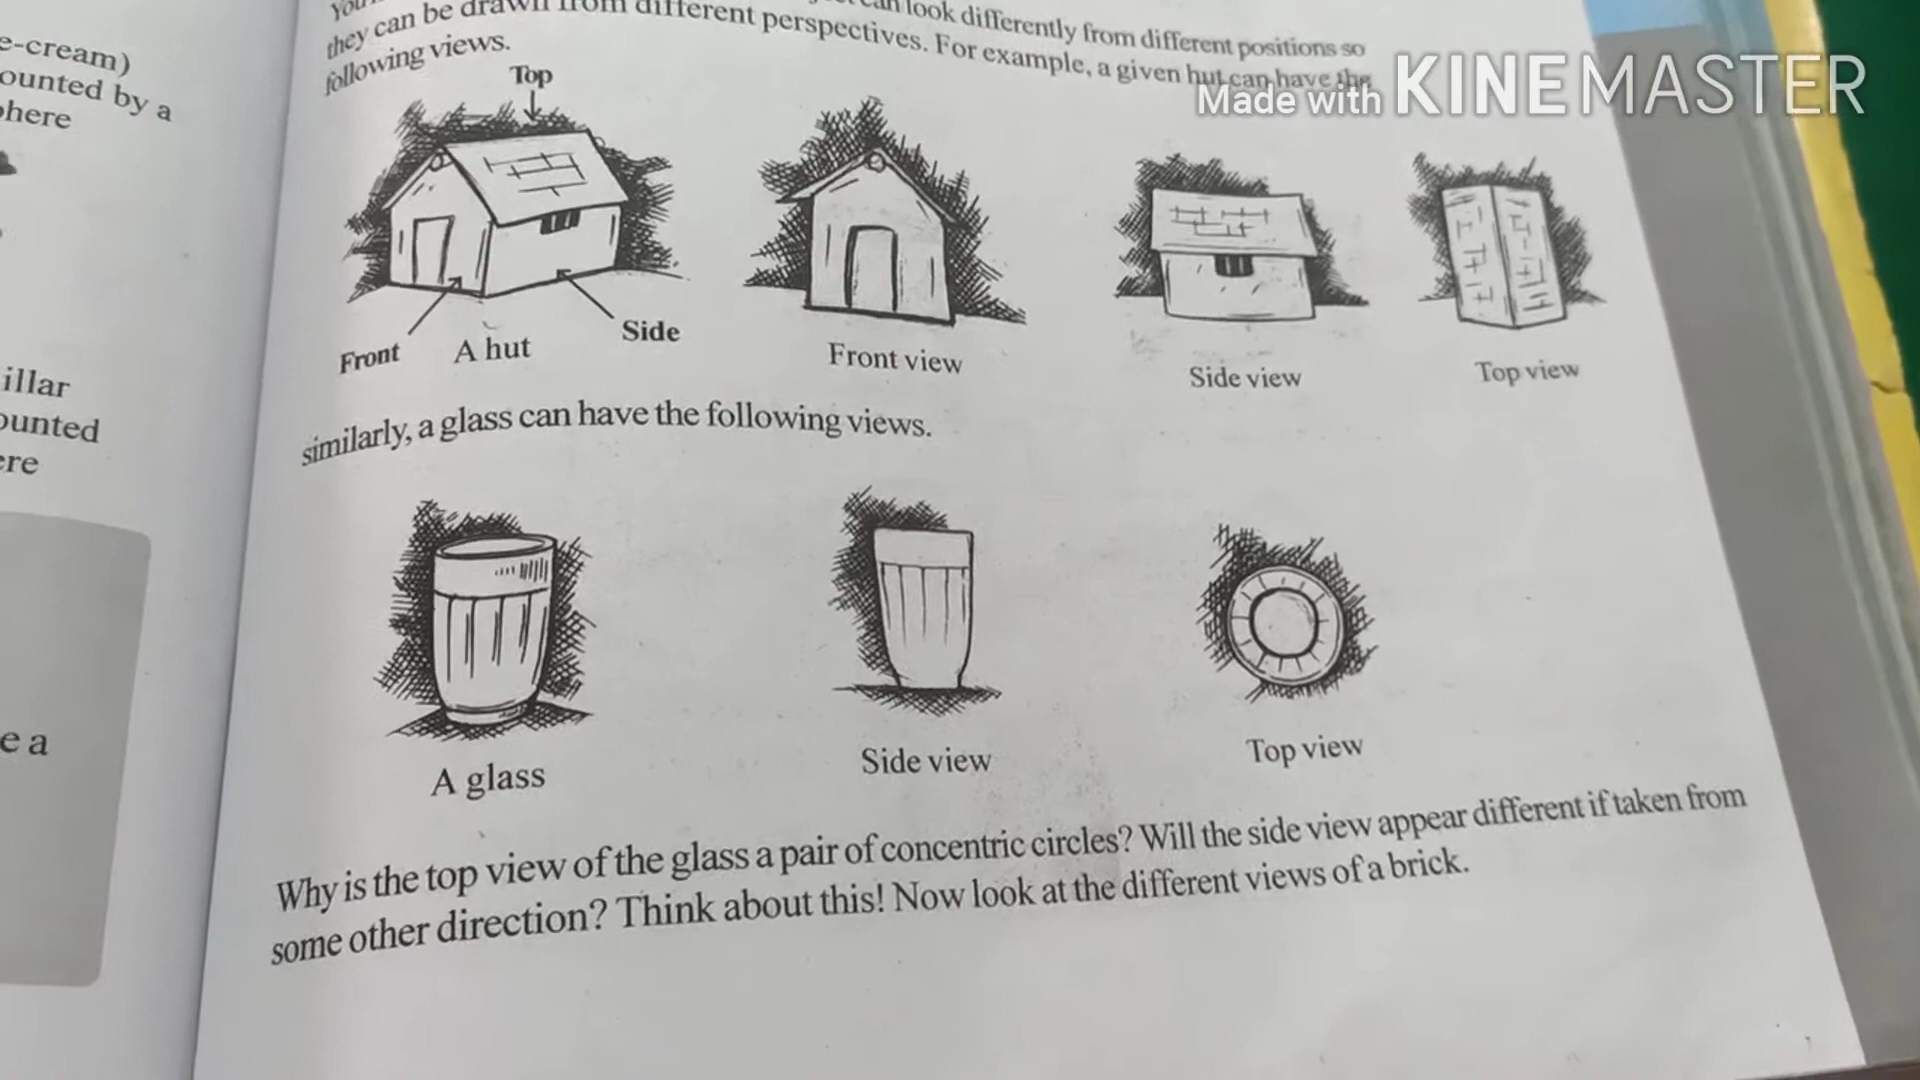 e-cream)
ounted by a
here
illar
ounted
ere
e a
look differently from different positions so
they can be drawn from different perspectives. For example, a given hut can have the
following views.
Made with KINEMASTER
Top
Front
A hut
Side
Front view
Side view
Top view
similarly, a glass can have the following views.
A glass
Side view
Top view
Why is the top view of the glass a pair of concentric circles? Will the side view appear different if taken from
some other direction? Think about this! Now look at the different views of a brick.